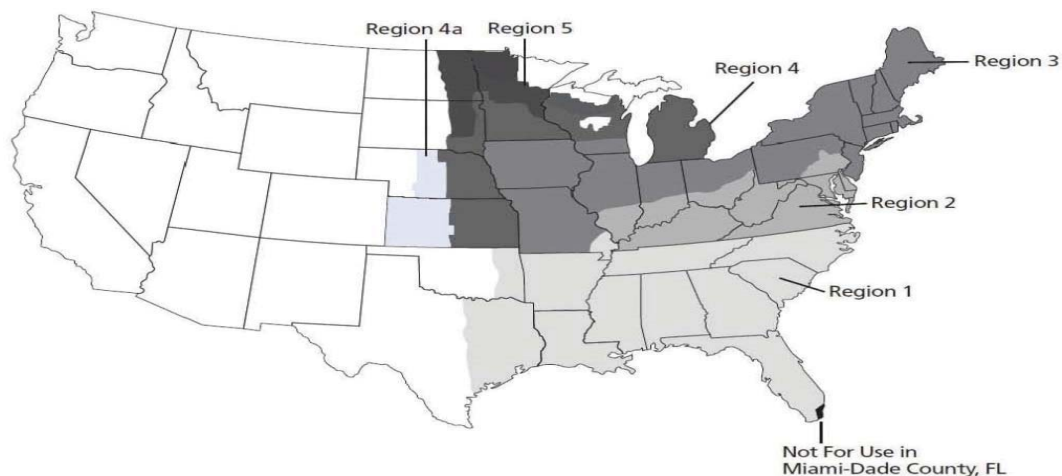 Region 4a
Region 5
Region 3
Region 4
Region 2
Region 1
Not For Use in
Miami-Dade County, FL